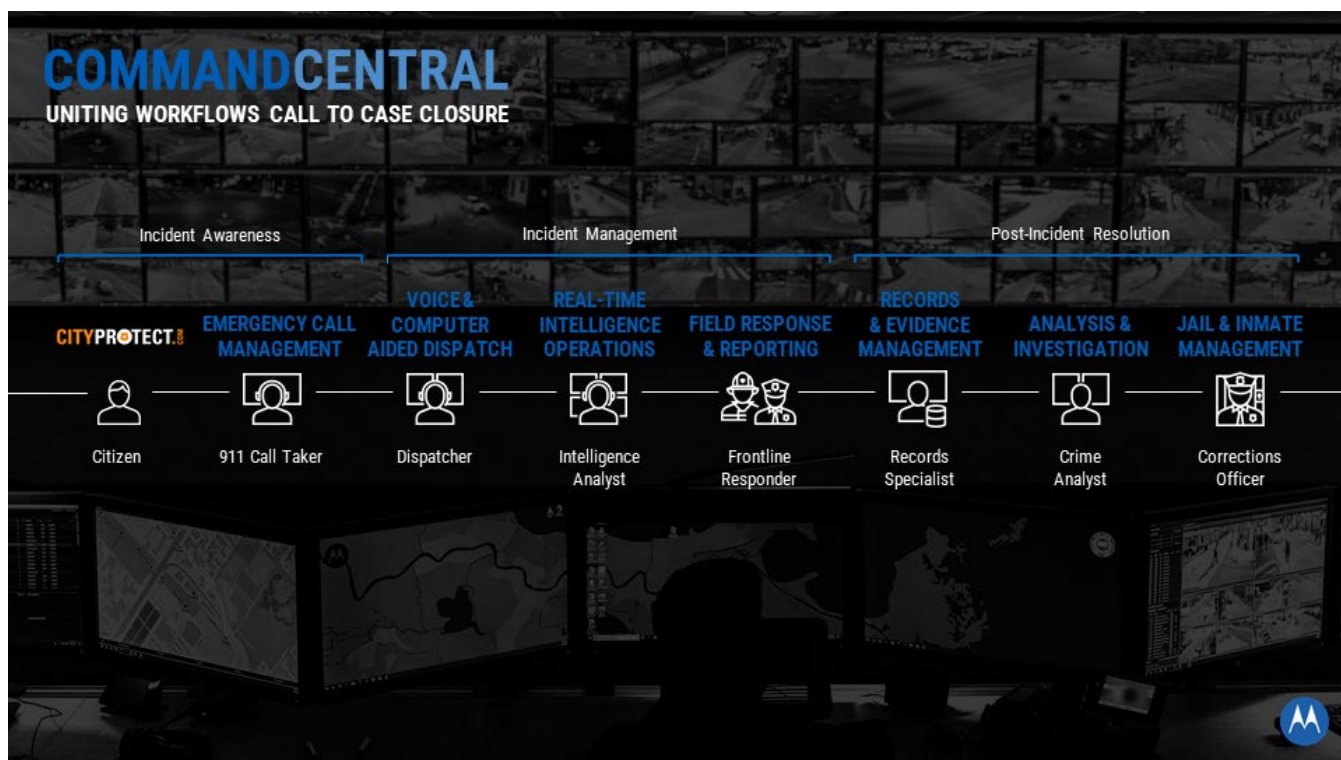 COMMANDCENTRAL
UNITING WORKFLOWS CALL TO CASE CLOSURE
Incident Awareness
Incident Management
Post-Incident Resolution
CITYPROTECT.COM
EMERGENCY CALL
MANAGEMENT
VOICE &
COMPUTER
AIDED DISPATCH
REAL-TIME
INTELLIGENCE
OPERATIONS
FIELD RESPONSE
& REPORTING
RECORDS
& EVIDENCE
MANAGEMENT
ANALYSIS &
INVESTIGATION
JAIL & INMATE
MANAGEMENT
Citizen
911 Call Taker
Dispatcher
Intelligence
Analyst
Frontline
Responder
Records
Specialist
Crime
Analyst
Corrections
Officer